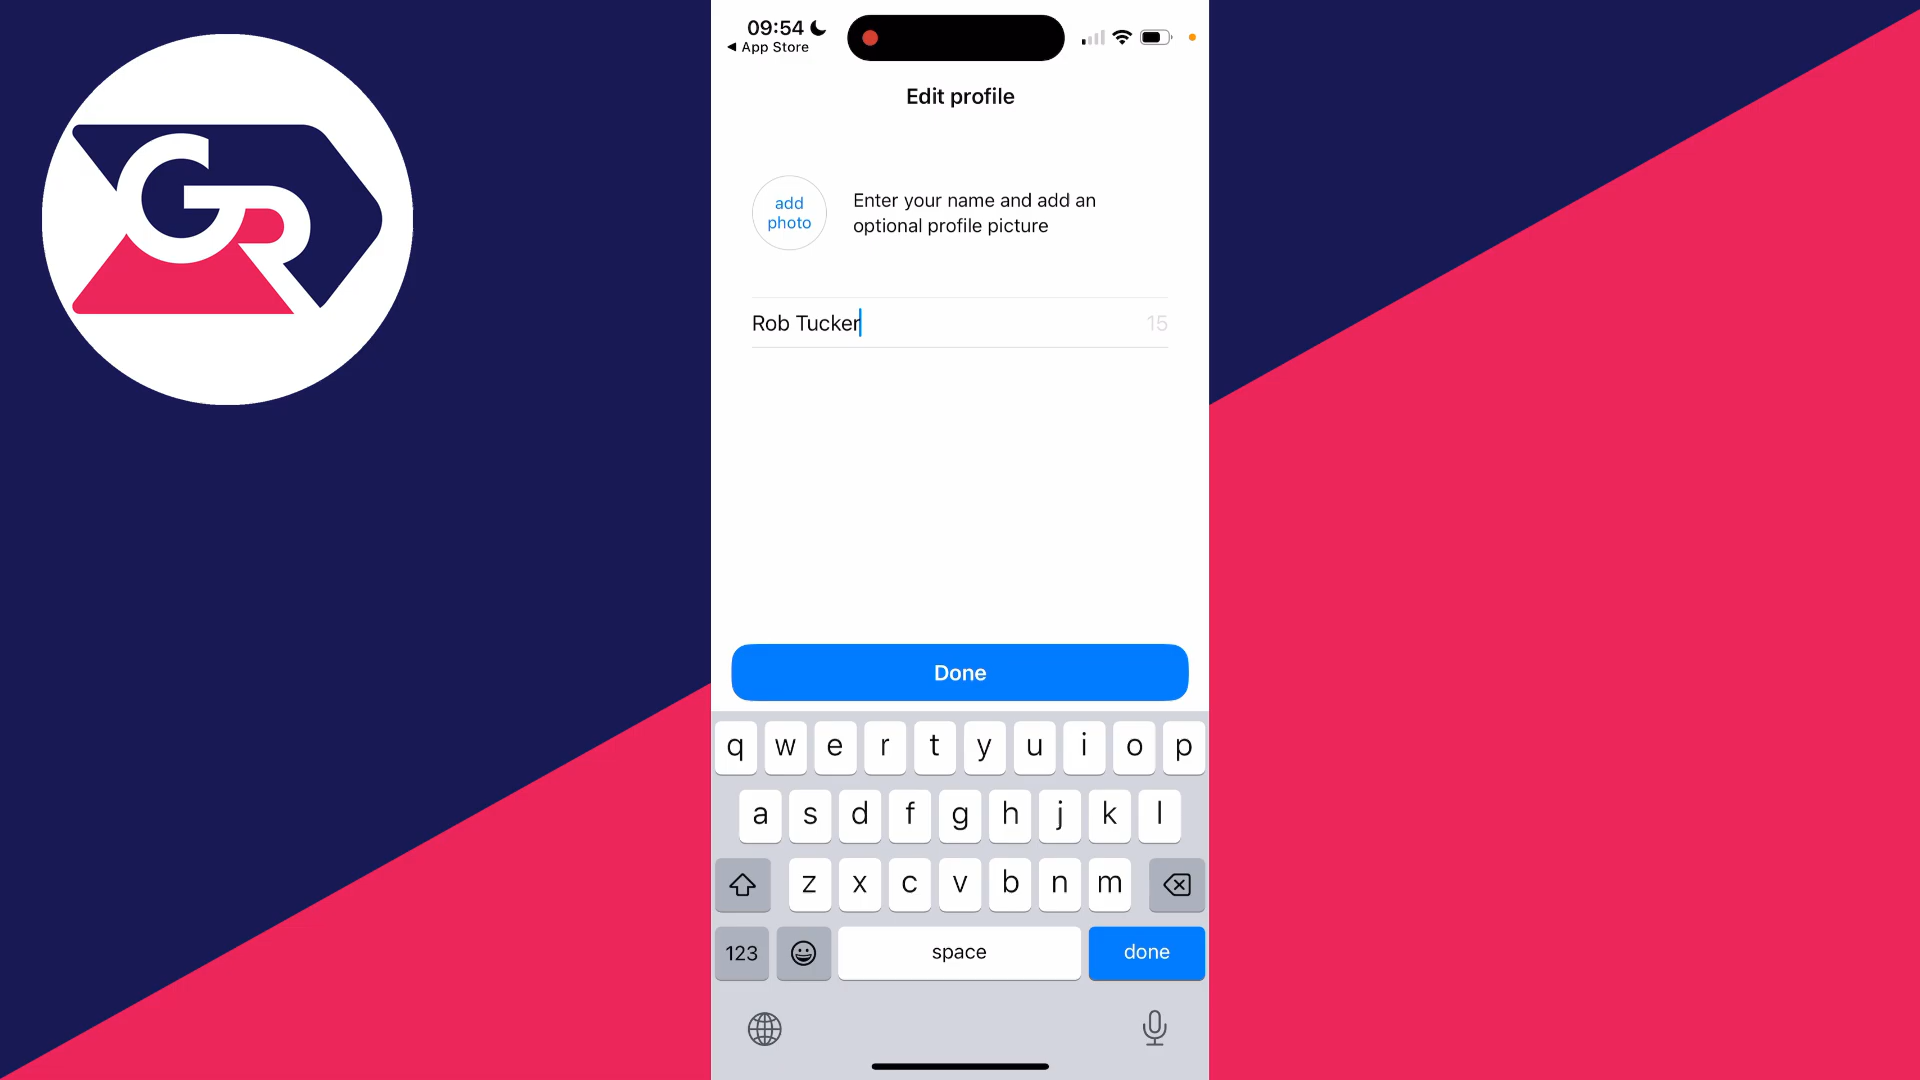 GR
09:54
◀ App Store
Edit profile
add
photo
Enter your name and add an
optional profile picture
Rob Tucker
15
Done
q w e r t y u i o p
a s d f g h j k l
z x c v b n m
123
space
done